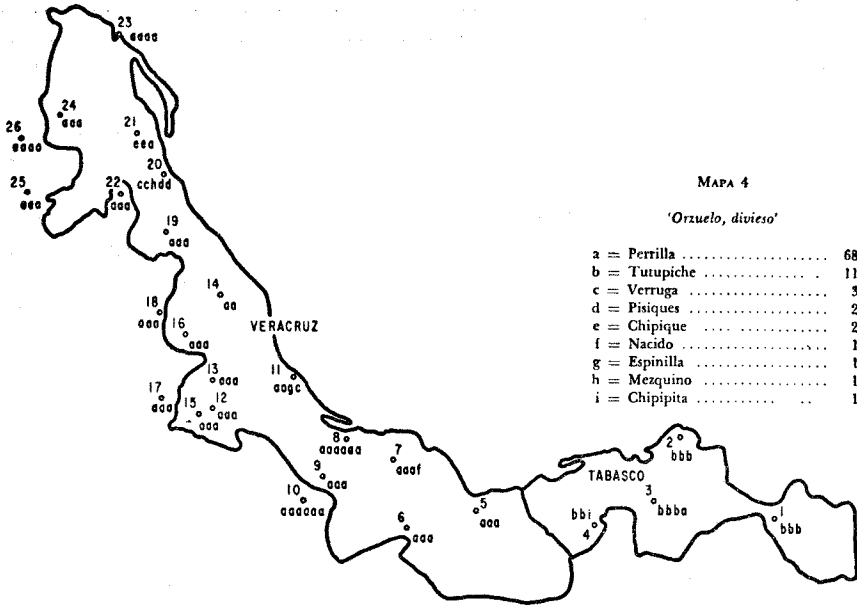 23
aaaa
24
aaa
26
aaaa
21
eea
20
cchdd
25
aea
22
aaa
19
aaa
14
aa
18
aaa
16
aaa
VERACRUZ
13
aaa
11
aagc
17
aaa
12
aaa
15
aaa
8
aaaaaa
7
aaaf
9
aaa
10
aaaaaa
6
aaa
5
aaa
TABASCO
2
bbb
3
bbba
bbi
4
1
bbb
MAPA 4
'Orzuelo, divieso'
a = Perrilla .................... 68
b = Tutupiche ................. 11
c = Verruga .................... 3
d = Pisiques .................... 2
e = Chipique .................... 2
f = Nacido .................... 1
g = Espinilla .................... 1
h = Mezquino .................... 1
i = Chipipita .................... 1